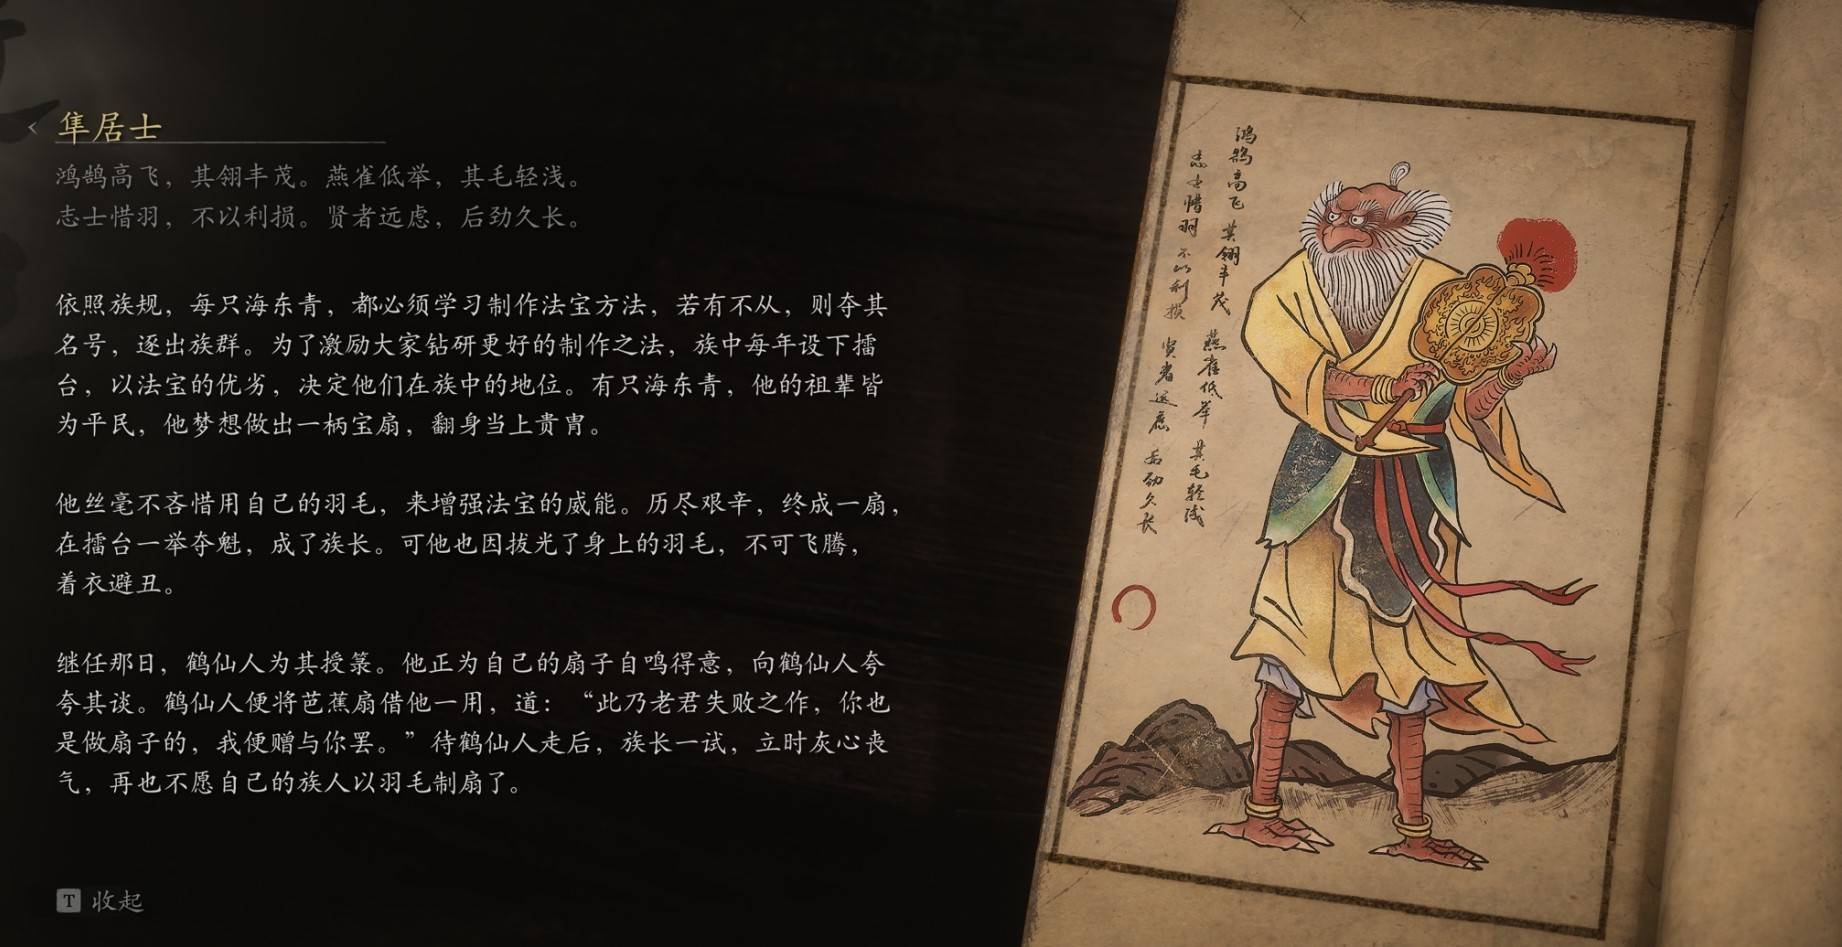 隼居士
鸿鹄高飞，其翎丰茂。燕雀低举，其毛轻浅。
志士惜羽，不以利损。贤者远虑，后劲久长。
依照族规，每只海东青，都必须学习制作法宝方法，若有不从，则夺其
名号，逐出族群。为了激励大家钻研更好的制作之法，族中每年设下擂
台，以法宝的优劣，决定他们在族中的地位。有只海东青，他的祖辈皆
为平民，他梦想做出一柄宝扇，翻身当上贵胄。
他丝毫不吝惜用自己的羽毛，来增强法宝的威能。历尽艰辛，终成一扇，
在擂台一举夺魁，成了族长。可他也因拔光了身上的羽毛，不可飞腾，
着衣避丑。
继任那日，鹤仙人为其授箓。他正为自己的扇子自鸣得意，向鹤仙人夸
夸其谈。鹤仙人便将芭蕉扇借他一用，道：“此乃老君失败之作，你也
是做扇子的，我便赠与你罢。”待鹤仙人走后，族长一试，立时灰心丧
气，再也不愿自己的族人以羽毛制扇了。
T 收起
鸿鹄高飞 其翎丰茂 燕雀低举 其毛轻浅
志士惜羽 不以利损 贤者远虑 后劲久长